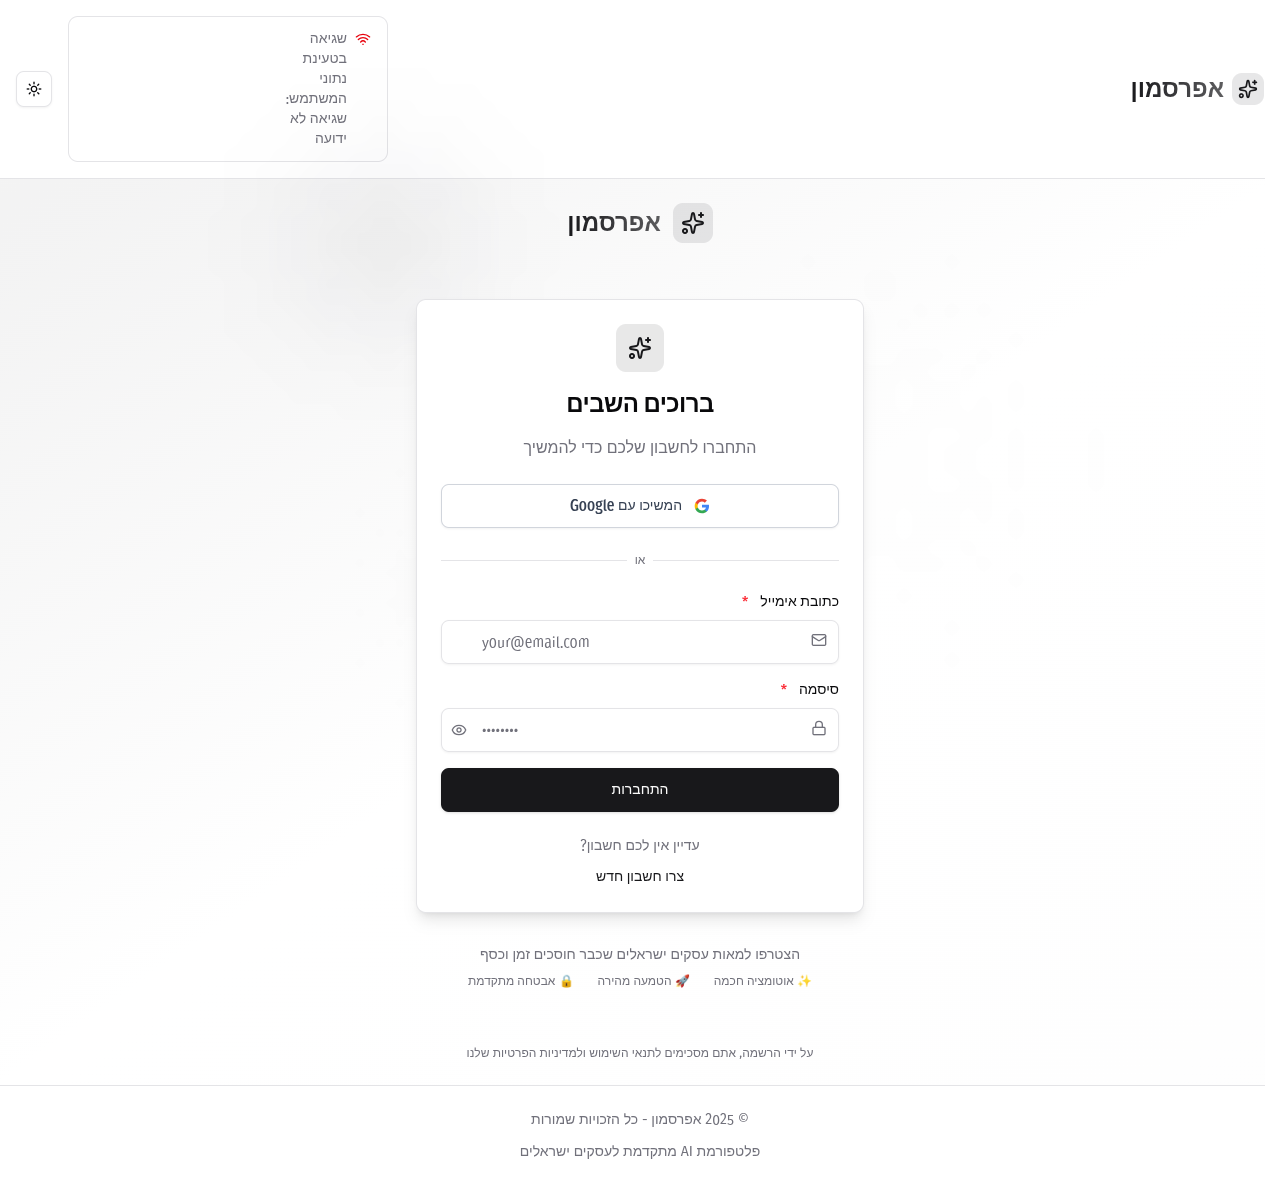 אפרסמון
שגיאה
בטעינת
נתוני
המשתמש:
שגיאה לא
ידועה
אפרסמון
ברוכים השבים
התחברו לחשבון שלכם כדי להמשיך
המשיכו עם Google
או
כתובת אימייל *
your@email.com
סיסמה *
••••••••
התחברות
עדיין אין לכם חשבון?
צרו חשבון חדש
הצטרפו למאות עסקים ישראלים שכבר חוסכים זמן וכסף
✨ אוטומציה חכמה 🚀 הטמעה מהירה 🔒 אבטחה מתקדמת
על ידי הרשמה, אתם מסכימים לתנאי השימוש ולמדיניות הפרטיות שלנו
© 2025 אפרסמון - כל הזכויות שמורות
פלטפורמת AI מתקדמת לעסקים ישראלים